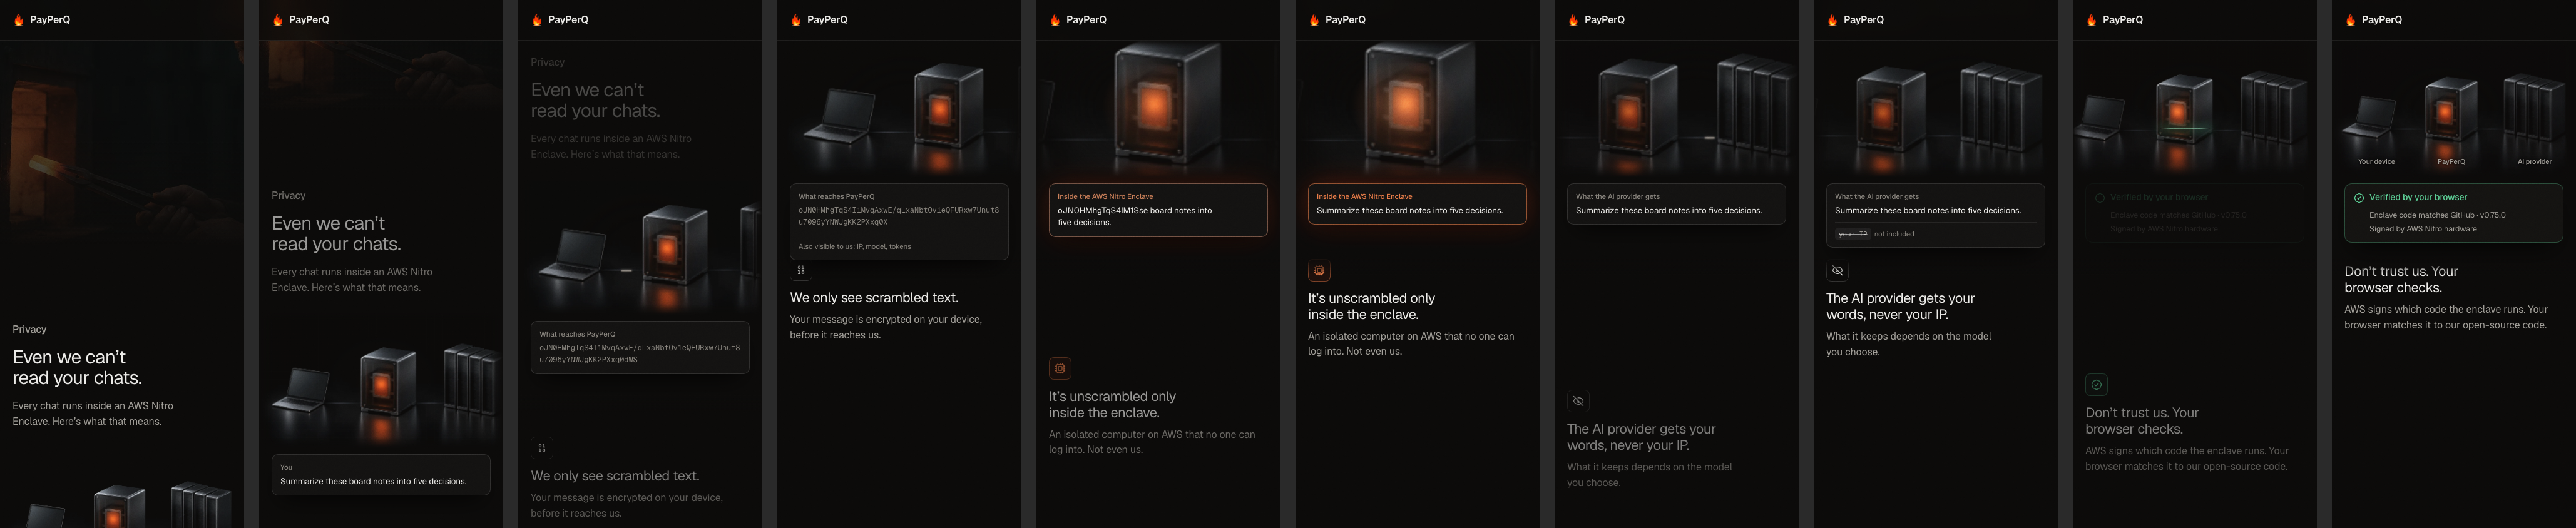 PayPerQ
Privacy
Even we can't
read your chats.
Every chat runs inside an AWS Nitro
Enclave. Here's what that means.
PayPerQ
Privacy
Even we can't
read your chats.
Every chat runs inside an AWS Nitro
Enclave. Here's what that means.
You
Summarize these board notes into five decisions.
PayPerQ
Privacy
Even we can't
read your chats.
Every chat runs inside an AWS Nitro
Enclave. Here's what that means.
What reaches PayPerQ
We only see scrambled text.
Your message is encrypted on your device,
before it reaches us.
PayPerQ
What reaches PayPerQ
Also visible to us: IP, model, tokens
We only see scrambled text.
Your message is encrypted on your device,
before it reaches us.
PayPerQ
Inside the AWS Nitro Enclave
board notes into
five decisions.
It's unscrambled only
inside the enclave.
An isolated computer on AWS that no one can
log into. Not even us.
PayPerQ
Inside the AWS Nitro Enclave
Summarize these board notes into five decisions.
It's unscrambled only
inside the enclave.
An isolated computer on AWS that no one can
log into. Not even us.
PayPerQ
What the AI provider gets
Summarize these board notes into five decisions.
The AI provider gets your
words, never your IP.
What it keeps depends on the model
you choose.
PayPerQ
What the AI provider gets
Summarize these board notes into five decisions.
your IP not included
The AI provider gets your
words, never your IP.
What it keeps depends on the model
you choose.
PayPerQ
Verified by your browser
Enclave code matches GitHub · v0.75.0
Signed by AWS Nitro hardware
Don't trust us. Your
browser checks.
AWS signs which code the enclave runs. Your
browser matches it to our open-source code.
PayPerQ
Your device PayPerQ AI provider
Verified by your browser
Enclave code matches GitHub · v0.75.0
Signed by AWS Nitro hardware
Don't trust us. Your
browser checks.
AWS signs which code the enclave runs. Your
browser matches it to our open-source code.